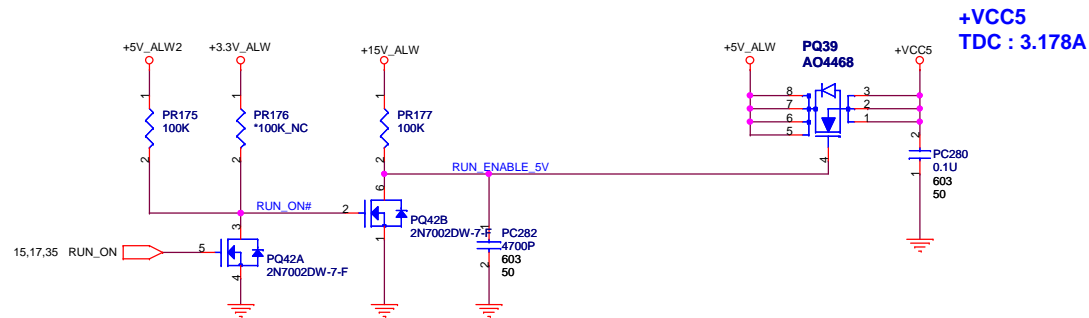 +VCC5
TDC : 3.178A
+5V_ALW2
+3.3V_ALW
+15V_ALW
+5V_ALW
PQ39
AO4468
+VCC5
1
PR175
100K
2
1
PR176
*100K_NC
2
1
PR177
100K
2
8
7
6
5
3
2
1
4
2
PC280
0.1U
603
50
1
RUN_ENABLE_5V
RUN_ON#
2
6
PQ42B
2N7002DW-7-F
1
1
PC282
4700P
603
50
2
15,17,35 RUN_ON
5
3
PQ42A
2N7002DW-7-F
4